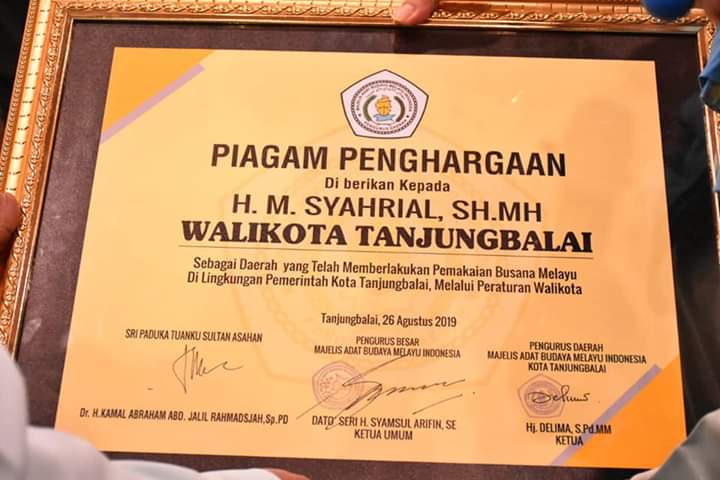 PIAGAM PENGHARGAAN
Di berikan Kepada
H. M. SYAHRIAL, SH.MH
WALIKOTA TANJUNGBALAI
Sebagai Daerah yang Telah Memberlakukan Pemakaian Busana Melayu
Di Lingkungan Pemerintah Kota Tanjungbalai, Melalui Peraturan Walikota
Tanjungbalai, 26 Agustus 2019
SRI PADUKA TUANKU SULTAN ASAHAN
Dr. H.KAMAL ABRAHAM ABD. JALIL RAHMADSJAH,Sp.PD
PENGURUS BESAR
MAJELIS ADAT BUDAYA MELAYU INDONESIA
DATO, SERI H. SYAMSUL ARIFIN, SE
KETUA UMUM
PENGURUS DAERAH
MAJELIS ADAT BUDAYA MELAYU INDONESIA
KOTA TANJUNGBALAI
Hj. DELIMA, S.Pd.MM
KETUA